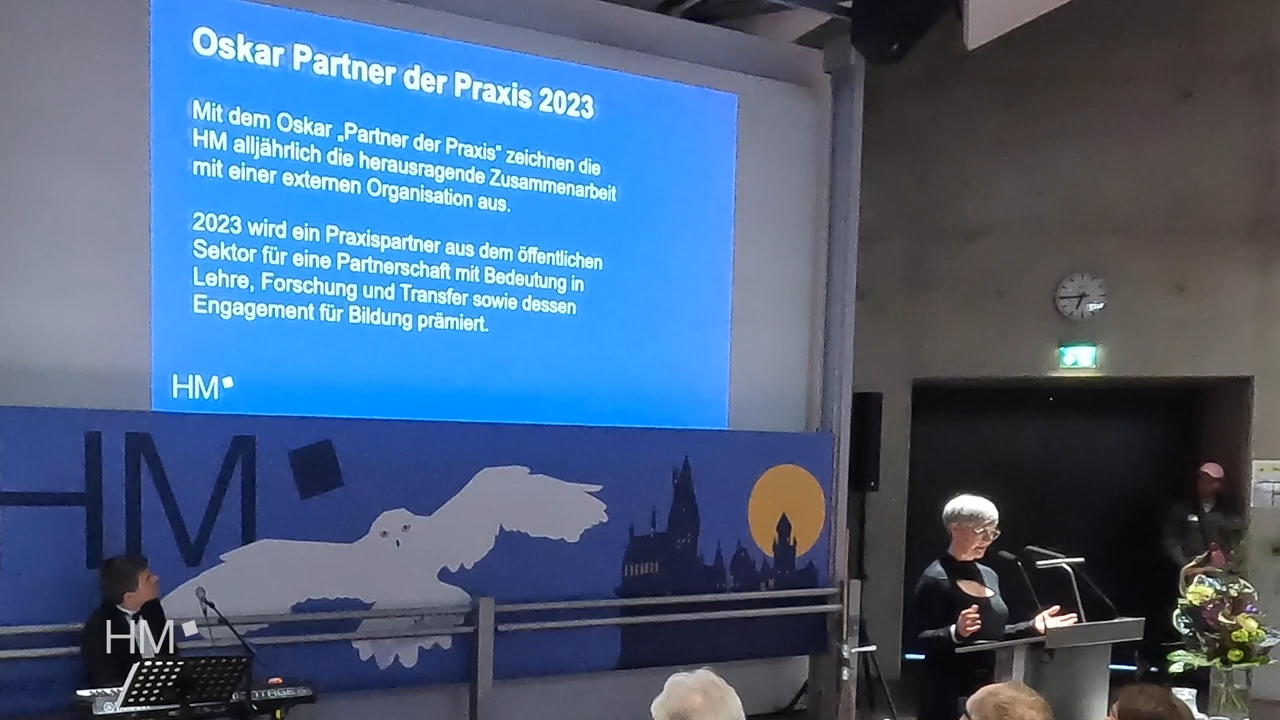 Oskar Partner der Praxis 2023
Mit dem Oskar „Partner der Praxis“ zeichnen die
HM alljährlich die herausragende Zusammenarbeit
mit einer externen Organisation aus.
2023 wird ein Praxispartner aus dem öffentlichen
Sektor für eine Partnerschaft mit Bedeutung in
Lehre, Forschung und Transfer sowie dessen
Engagement für Bildung prämiert.
HM
HM
HM